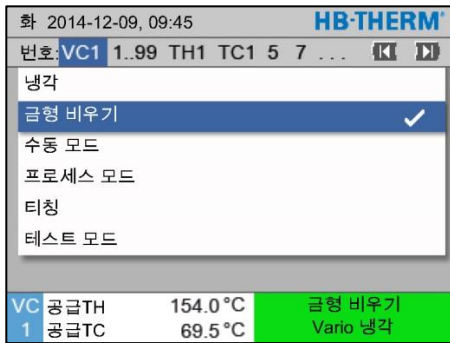 화 2014-12-09, 09:45 HB-THERM®
번호: VC1 1..99 TH1 TC1 5 7 ...
냉각
금형 비우기
수동 모드
프로세스 모드
티칭
테스트 모드
VC 공급TH 154.0 °C 금형 비우기
1 공급TC 69.5 °C Vario 냉각